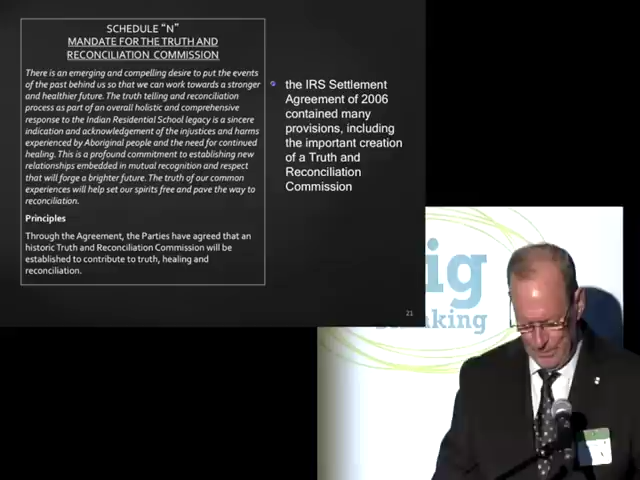 SCHEDULE "N"
MANDATE FOR THE TRUTH AND
RECONCILIATION COMMISSION
There is an emerging and compelling desire to put the events
of the past behind us so that we can work towards a stronger
and healthier future. The truth telling and reconciliation
process as part of an overall holistic and comprehensive
response to the Indian Residential School legacy is a sincere
indication and acknowledgement of the injustices and harms
experienced by Aboriginal people and the need for continued
healing. This is a profound commitment to establishing new
relationships embedded in mutual recognition and respect
that will forge a brighter future. The truth of our common
experiences will help set our spirits free and pave the way to
reconciliation.
Principles
Through the Agreement, the Parties have agreed that an
historic Truth and Reconciliation Commission will be
established to contribute to truth, healing and
reconciliation.
the IRS Settlement
Agreement of 2006
contained many
provisions, including
the important creation
of a Truth and
Reconciliation
Commission
21
ig
king